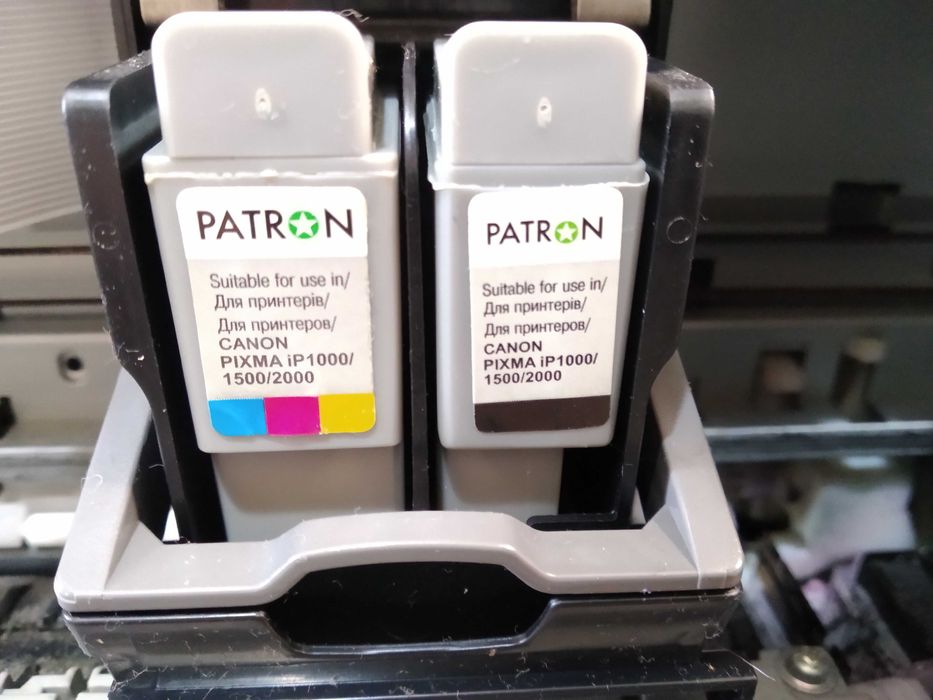 PATRON
Suitable for use in/
Для принтерів/
Для принтеров/
CANON
PIXMA iP1000/
1500/2000
PATRON
Suitable for use in/
Для принтерів/
Для принтеров/
CANON
PIXMA iP1000/
1500/2000